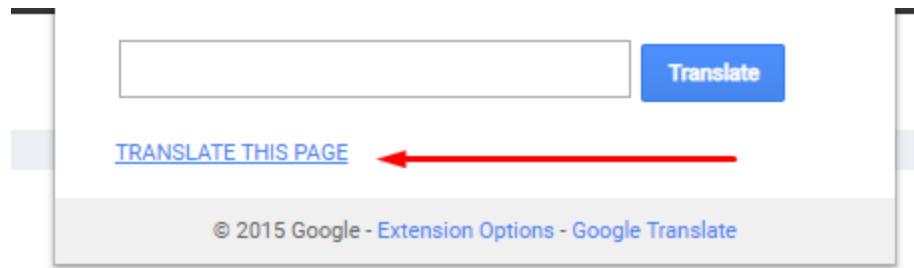 Translate
TRANSLATE THIS PAGE
© 2015 Google - Extension Options - Google Translate